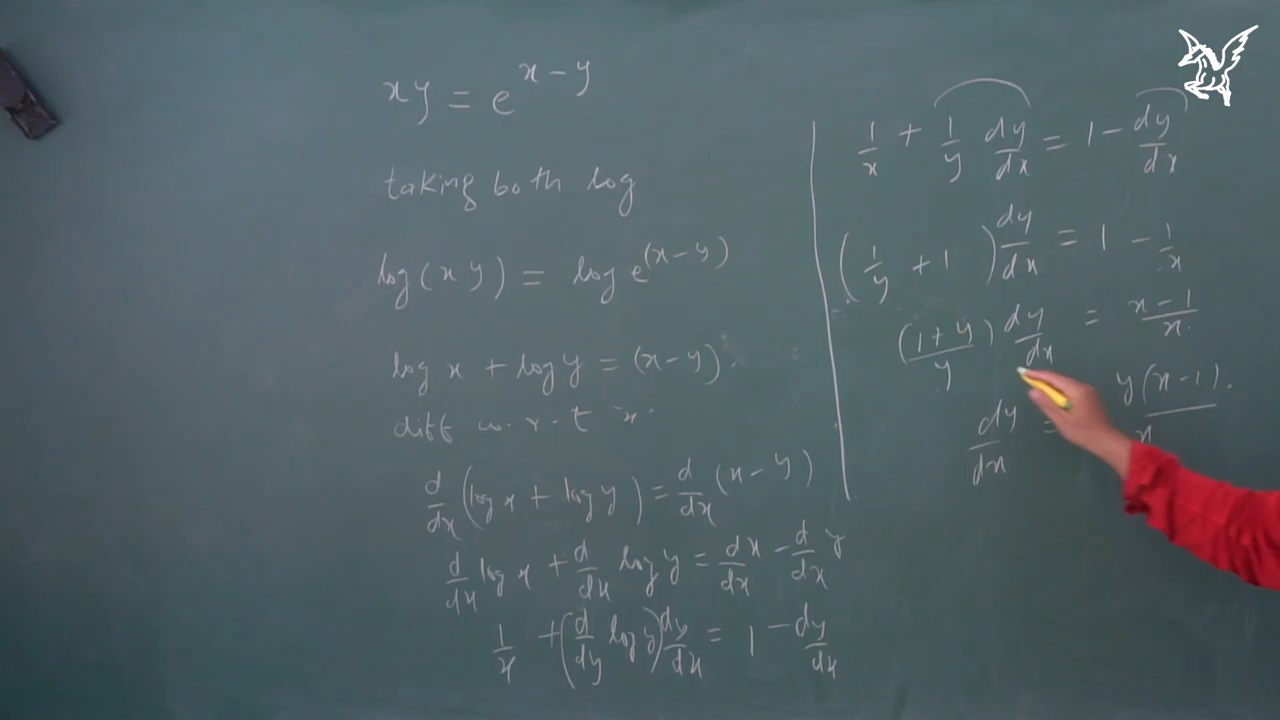 xy = e^(x-y)
taking both log
log(xy) = log e^(x-y)
log x + log y = (x-y).
diff w.r.t x.
d/dx (log x + log y) = d/dx (x-y)
d/dx log x + d/dx log y = dx/dx - d/dx y
1/x + (d/dy log y) dy/dx = 1 - dy/dx
1/x + 1/y dy/dx = 1 - dy/dx
(1/y + 1) dy/dx = 1 - 1/x
(1+y)/y dy/dx = x-1/x
dy/dx = y(x-1)/x